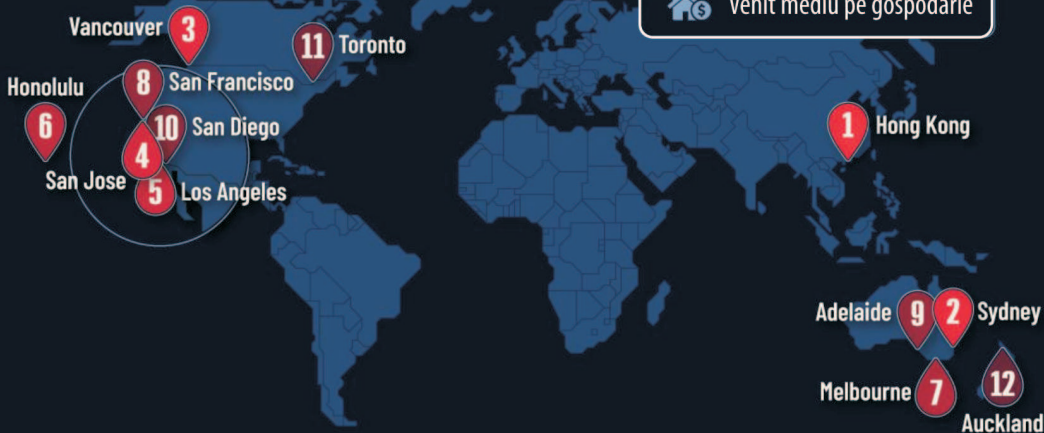 Venit mediu pe gospodărie
Vancouver 3
11 Toronto
Honolulu
8 San Francisco
6
10 San Diego
1 Hong Kong
4
San Jose
5 Los Angeles
Adelaide 9 2 Sydney
Melbourne 7
12
Auckland